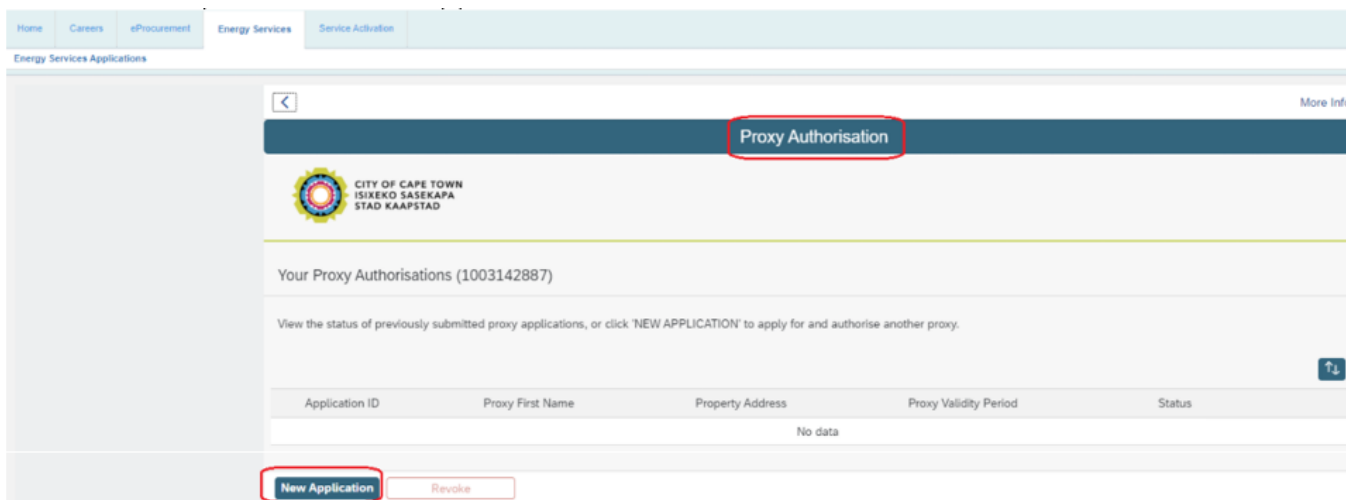 Home Careers eProcurement Energy Services Service Activation
Energy Services Applications
More Inf
Proxy Authorisation
CITY OF CAPE TOWN
ISIXEKO SASEKAPA
STAD KAAPSTAD
Your Proxy Authorisations (1003142887)
View the status of previously submitted proxy applications, or click 'NEW APPLICATION' to apply for and authorise another proxy.
Application ID Proxy First Name Property Address Proxy Validity Period Status
No data
New Application Revoke